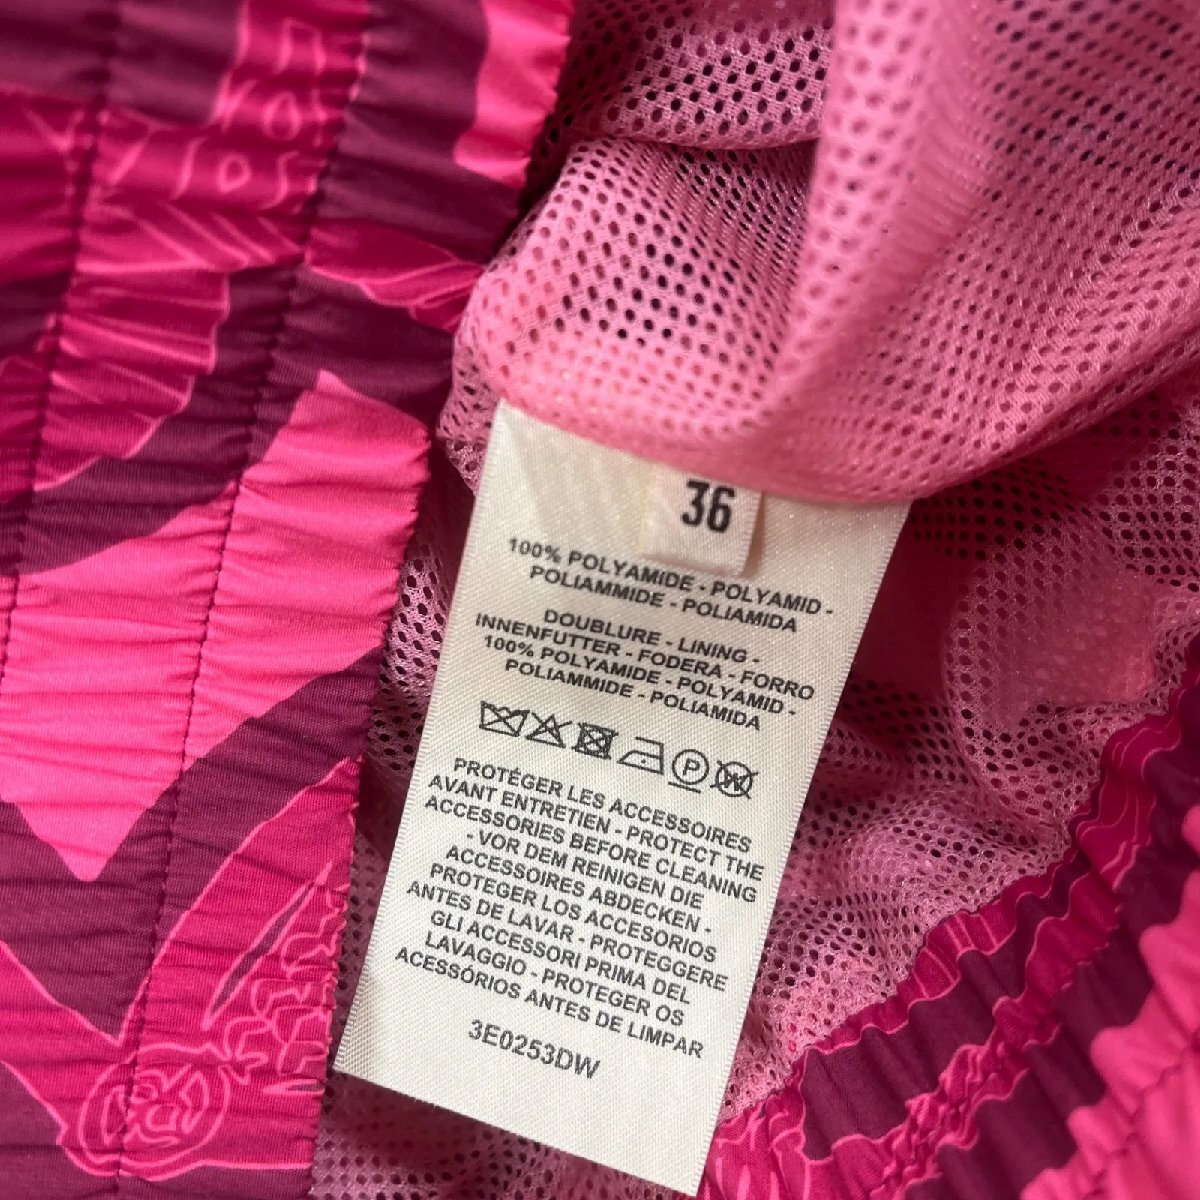 36
100% POLYAMIDE - POLYAMID -
POLIAMMIDE - POLIAMIDA
DOUBLURE - LINING -
INNENFUTTER - FODERA - FORRO
100% POLYAMIDE - POLYAMID -
POLIAMMIDE - POLIAMIDA
P
W
PROTÉGER LES ACCESSOIRES
AVANT ENTRETIEN - PROTECT THE
ACCESSORIES BEFORE CLEANING
- VOR DEM REINIGEN DIE
ACCESSOIRES ABDECKEN -
PROTEGER LOS ACCESORIOS
ANTES DE LAVAR - PROTEGGERE
GLI ACCESSORI PRIMA DEL
LAVAGGIO - PROTEGER OS
ACESSÓRIOS ANTES DE LIMPAR
3E0253DW